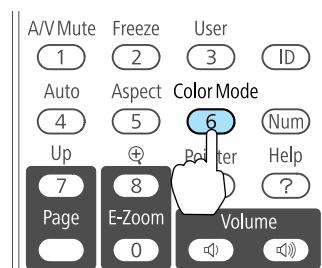 A/V Mute Freeze User
1 2 3 ID
Auto Aspect Color Mode
4 5 6 Num
Up Help
7 8 ?
Page E-Zoom Volume
0